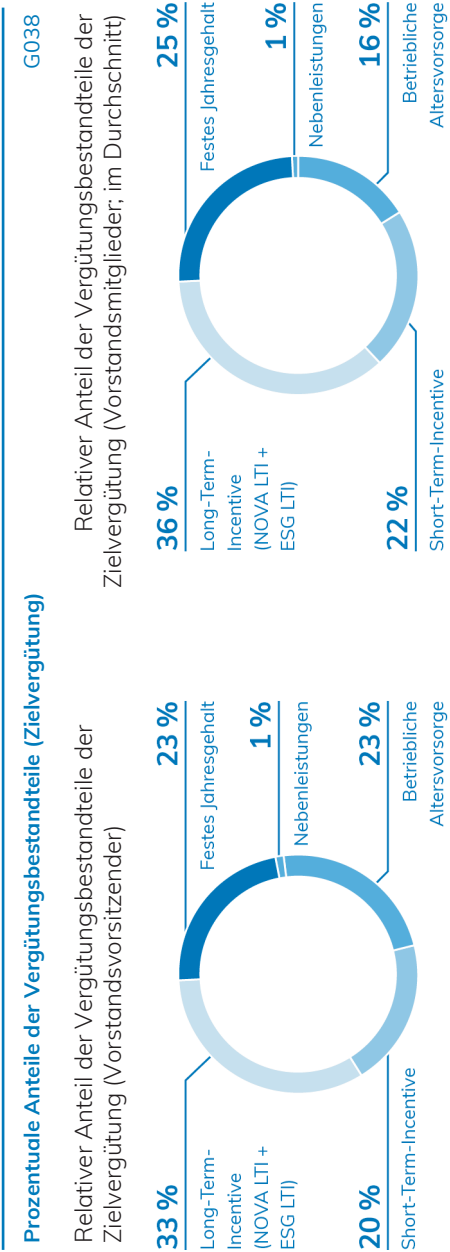 Prozentuale Anteile der Vergütungsbestandteile (Zielvergütung)
G038
Relativer Anteil der Vergütungsbestandteile der
Zielvergütung (Vorstandsvorsitzender)
33 %
Long-Term-
Incentive
(NOVA LTI +
ESG LTI)
23 %
Festes Jahresgehalt
1 %
Nebenleistungen
20 %
Short-Term-Incentive
23 %
Betriebliche
Altersvorsorge
Relativer Anteil der Vergütungsbestandteile der
Zielvergütung (Vorstandsmitglieder; im Durchschnitt)
36 %
Long-Term-
Incentive
(NOVA LTI +
ESG LTI)
25 %
Festes Jahresgehalt
1 %
Nebenleistungen
22 %
Short-Term-Incentive
16 %
Betriebliche
Altersvorsorge